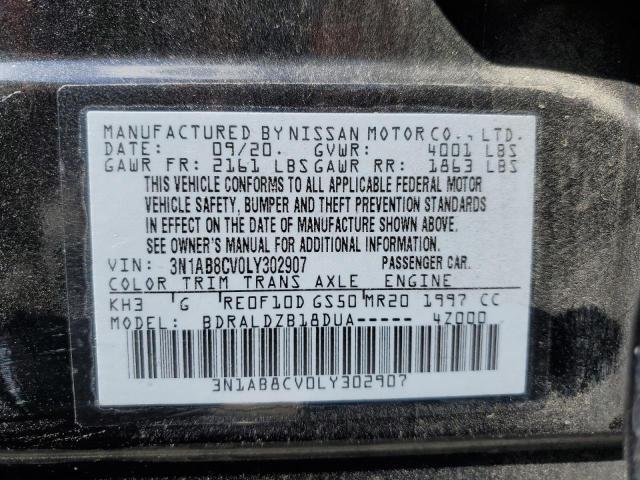 MANUFACTURED BY NISSAN MOTOR CO., LTD.
DATE: 09/20. GVWR: 4001 LBS
GAWR FR: 2161 LBS GAWR RR: 1863 LBS
THIS VEHICLE CONFORMS TO ALL APPLICABLE FEDERAL MOTOR
VEHICLE SAFETY, BUMPER AND THEFT PREVENTION STANDARDS
IN EFFECT ON THE DATE OF MANUFACTURE SHOWN ABOVE.
SEE OWNER'S MANUAL FOR ADDITIONAL INFORMATION.
VIN: 3N1AB8CV0LY302907 PASSENGER CAR.
COLOR TRIM TRANS AXLE ENGINE
KH3 G RE0F10D GS50 MR20 1997 CC
MODEL: BDRALDZB18DUA----- 4Z000
3N1AB8CV0LY302907